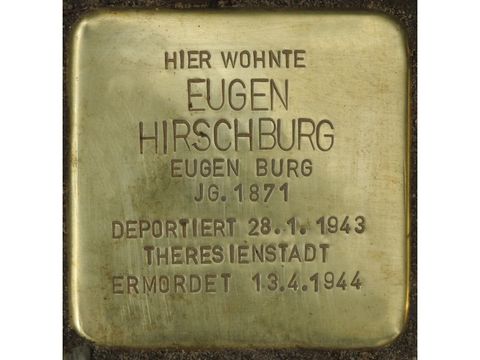 HIER WOHNTE
EUGEN
HIRSCHBURG
EUGEN BURG
JG. 1871
DEPORTIERT 28.1. 1943
THERESIENSTADT
ERMORDET 13.4.1944